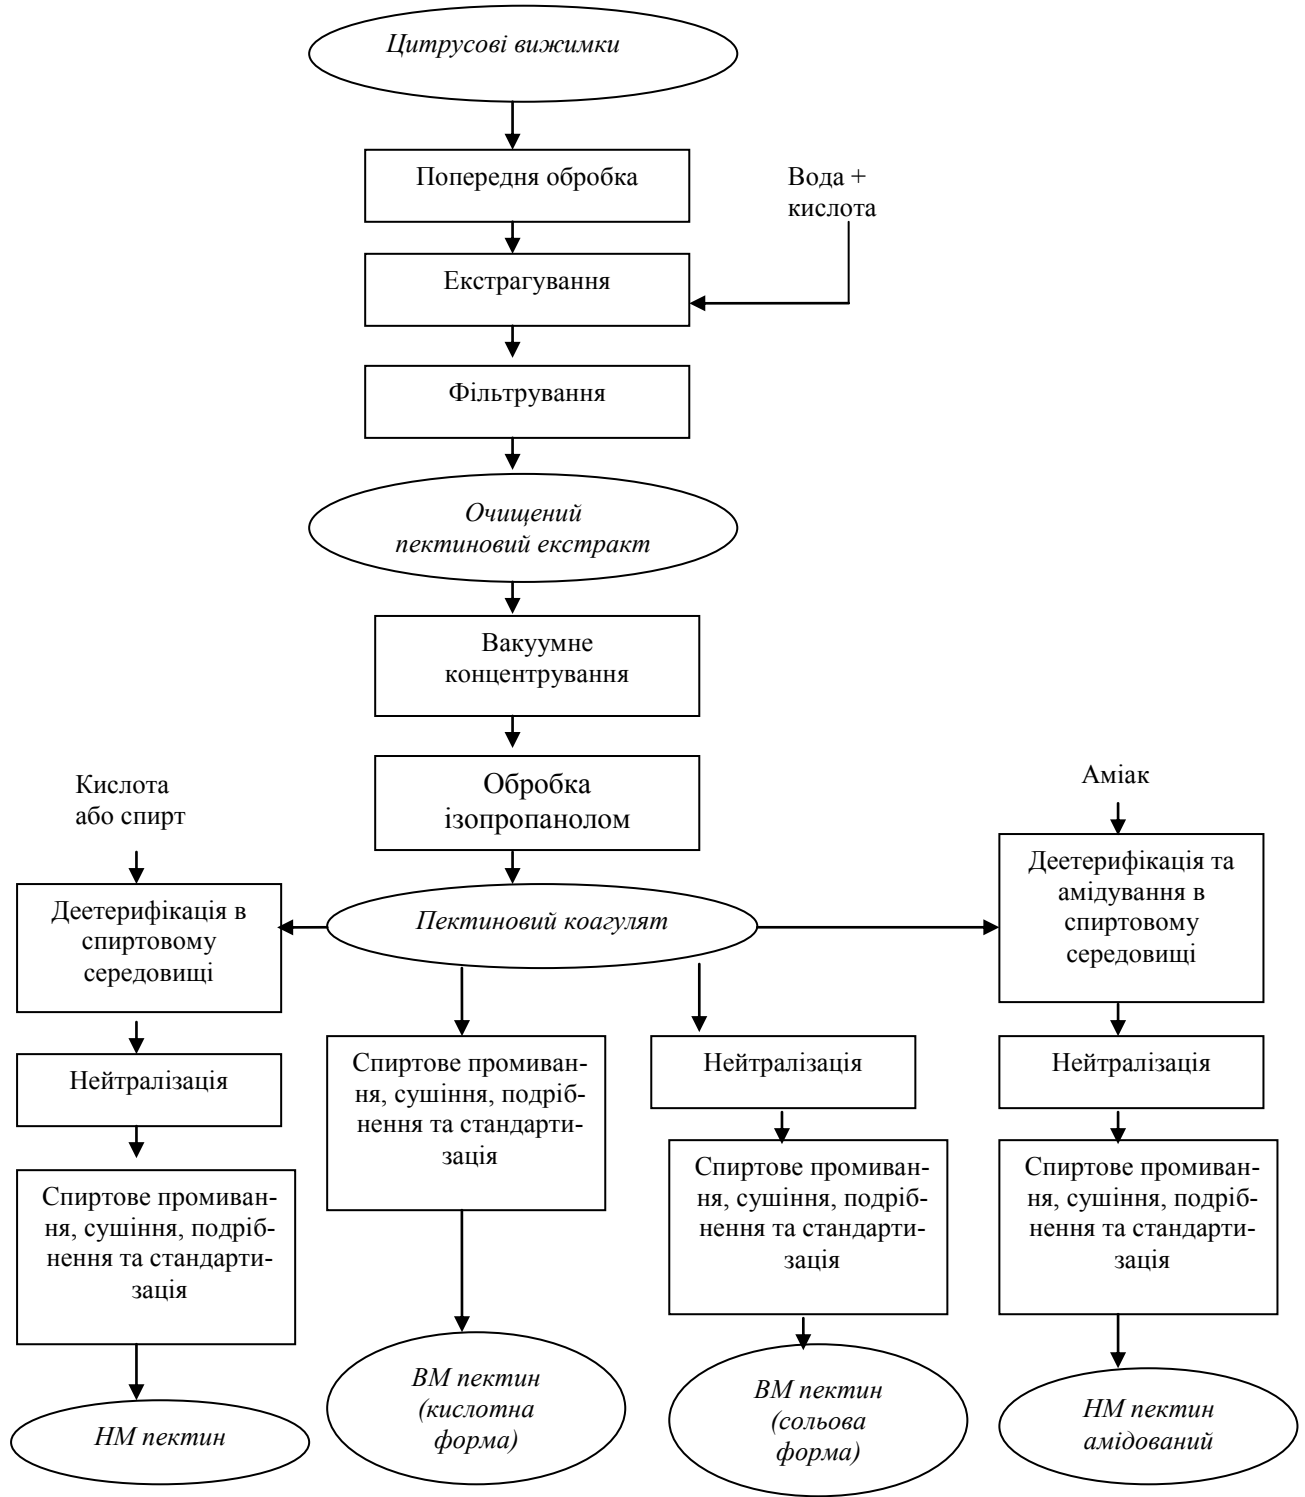 Цитрусові вижимки
Попередня обробка
Вода +
кислота
Екстрагування
Фільтрування
Очищений
пектиновий екстракт
Вакуумне
концентрування
Обробка
ізопропанолом
Кислота
або спирт
Аміак
Деетерифікація в
спиртовому
середовищі
Пектиновий коагулят
Деетерифікація та
амідування в
спиртовому
середовищі
Нейтралізація
Спиртове промиван-
ня, сушіння, подріб-
нення та стандарти-
зація
Нейтралізація
Нейтралізація
Спиртове промиван-
ня, сушіння, подріб-
нення та стандарти-
зація
Спиртове промиван-
ня, сушіння, подріб-
нення та стандарти-
зація
Спиртове промиван-
ня, сушіння, подріб-
нення та стандарти-
зація
НМ пектин
ВМ пектин
(кислотна
форма)
ВМ пектин
(сольова
форма)
НМ пектин
амідований